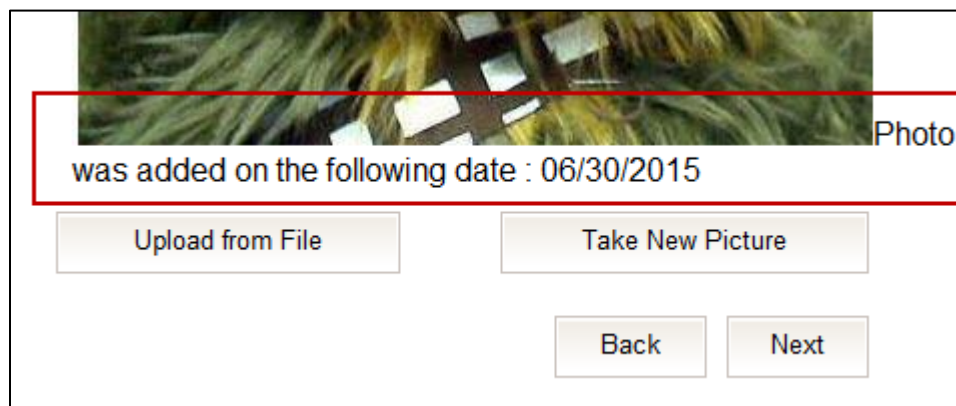 Photo
was added on the following date : 06/30/2015
Upload from File
Take New Picture
Back
Next